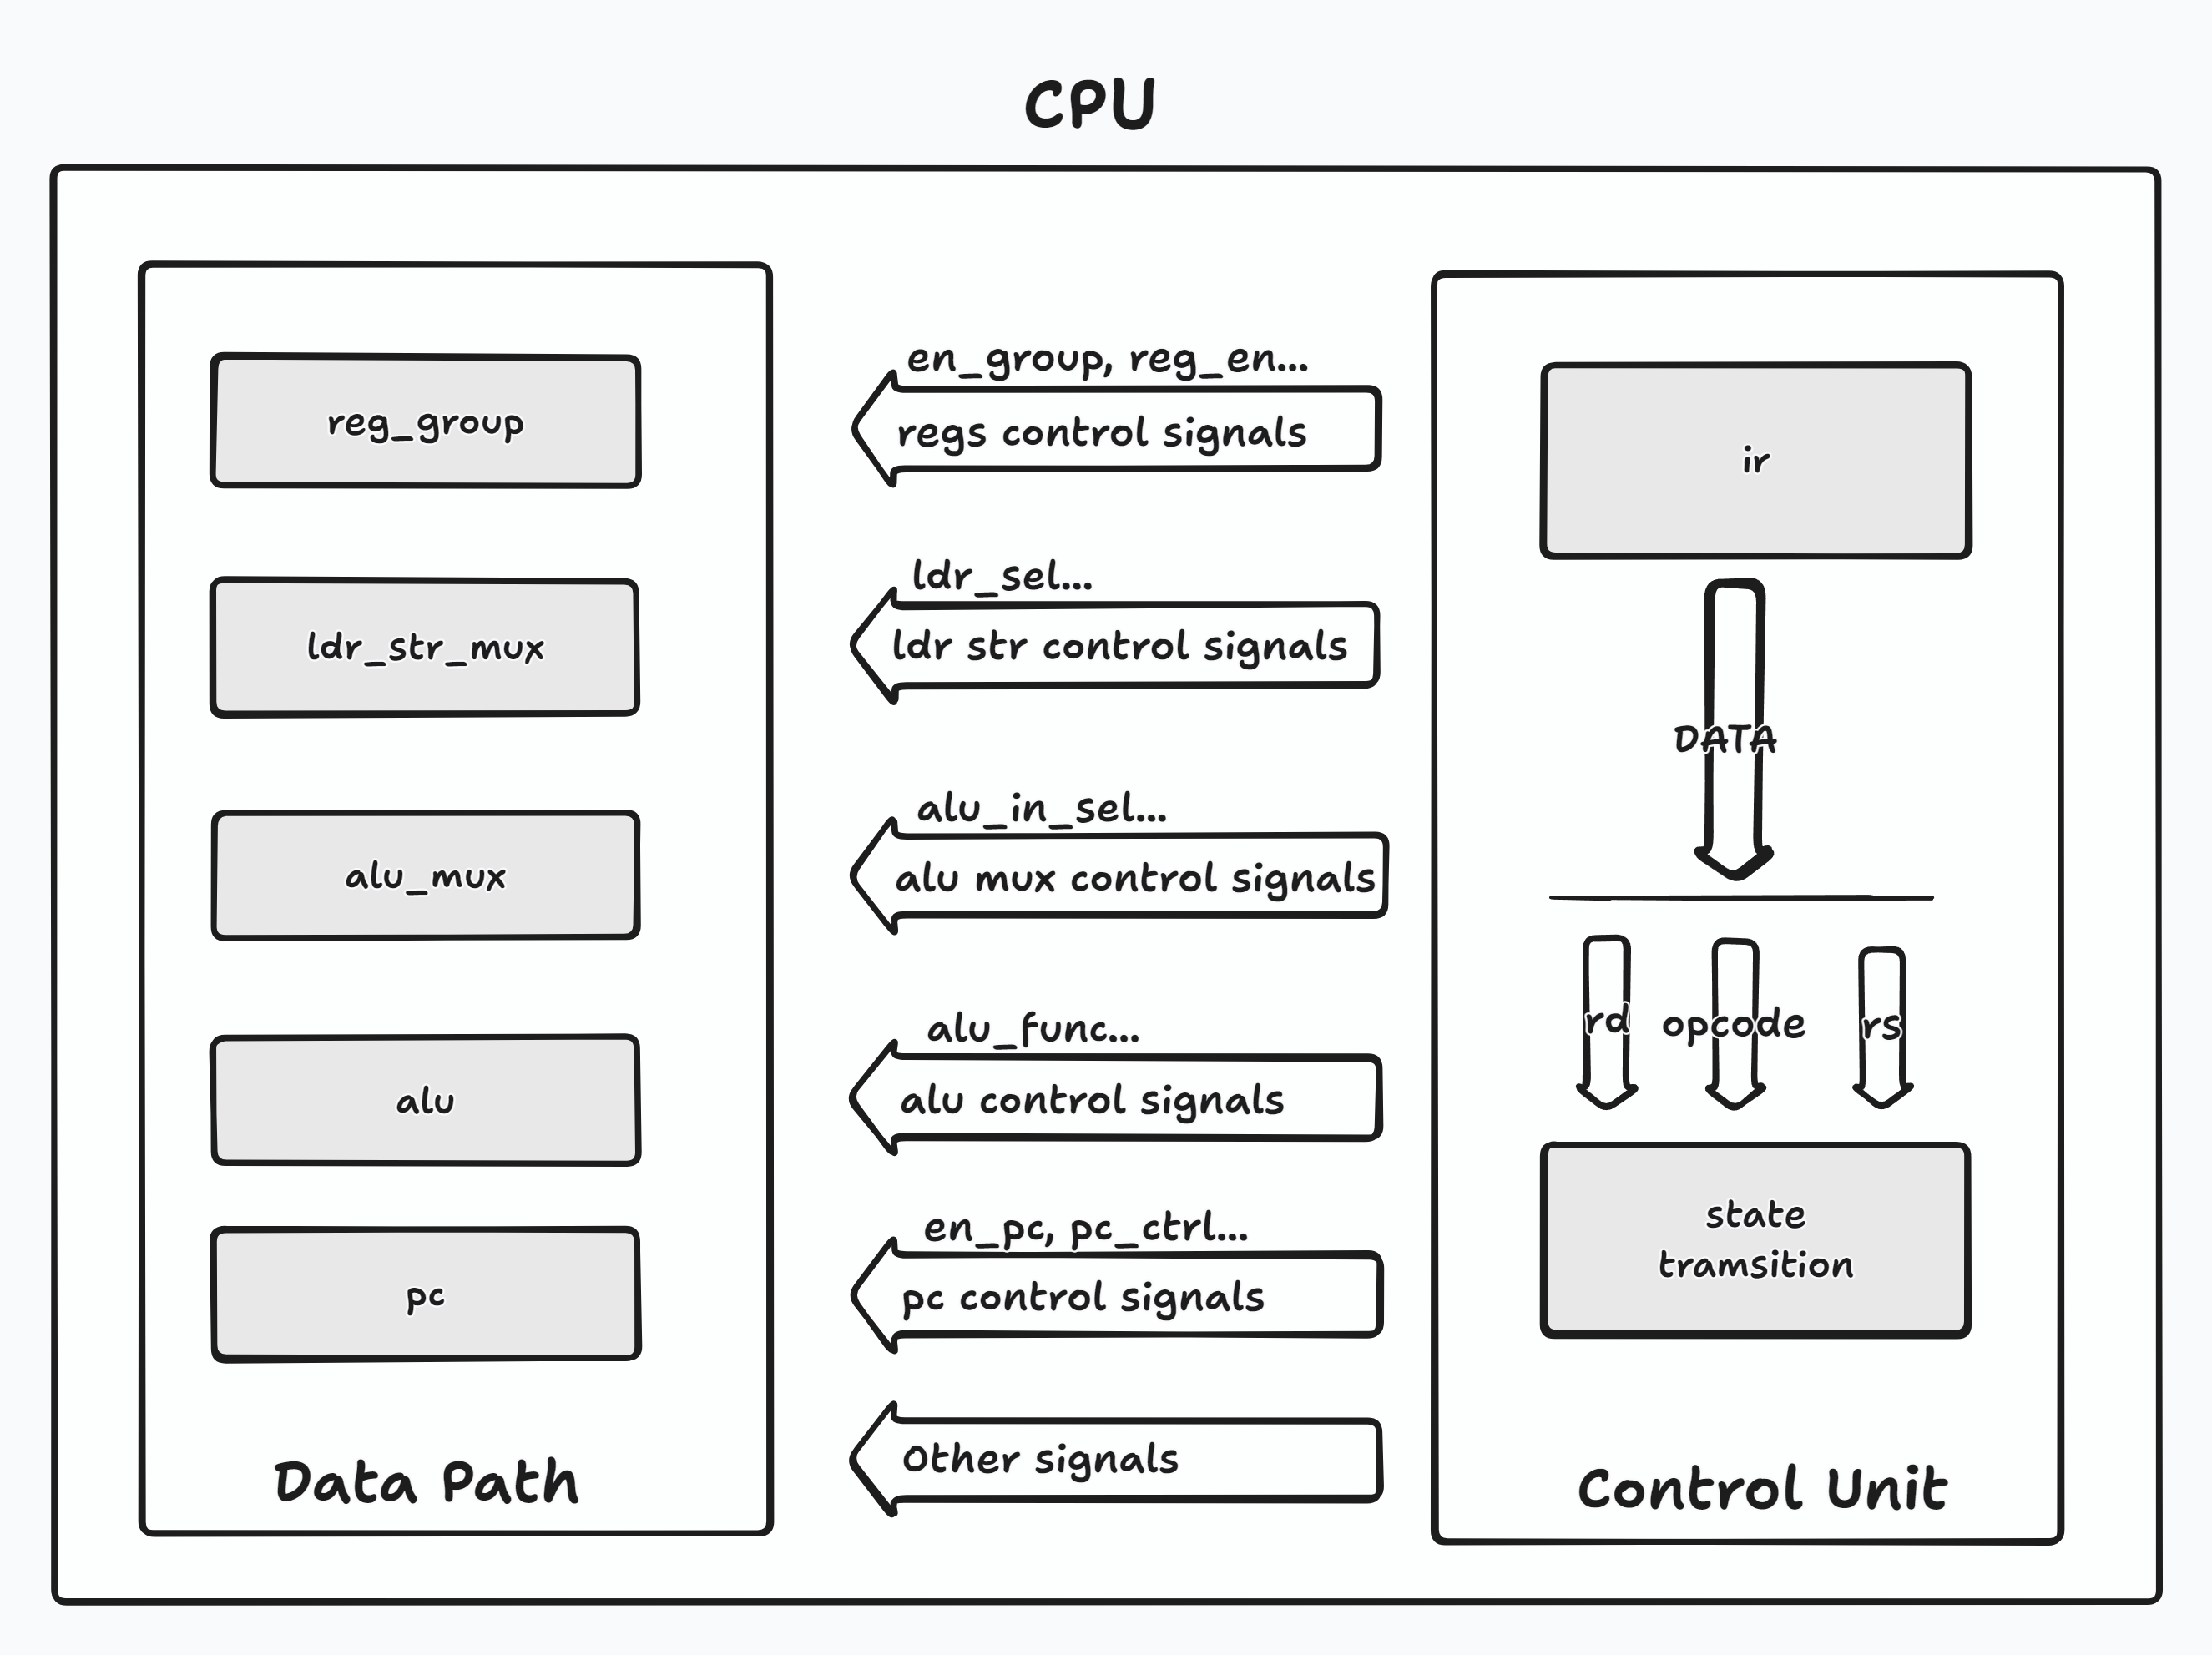 CPU
reg_group
ldr_str_mux
alu_mux
alu
pc
Data Path
en_group, reg_en...
regs control signals
ldr_sel...
ldr str control signals
alu_in_sel...
alu mux control signals
alu_func...
alu control signals
en_pc, pc_ctrl...
pc control signals
Other signals
ir
DATA
rd opcode rs
state
tramsition
Control Unit